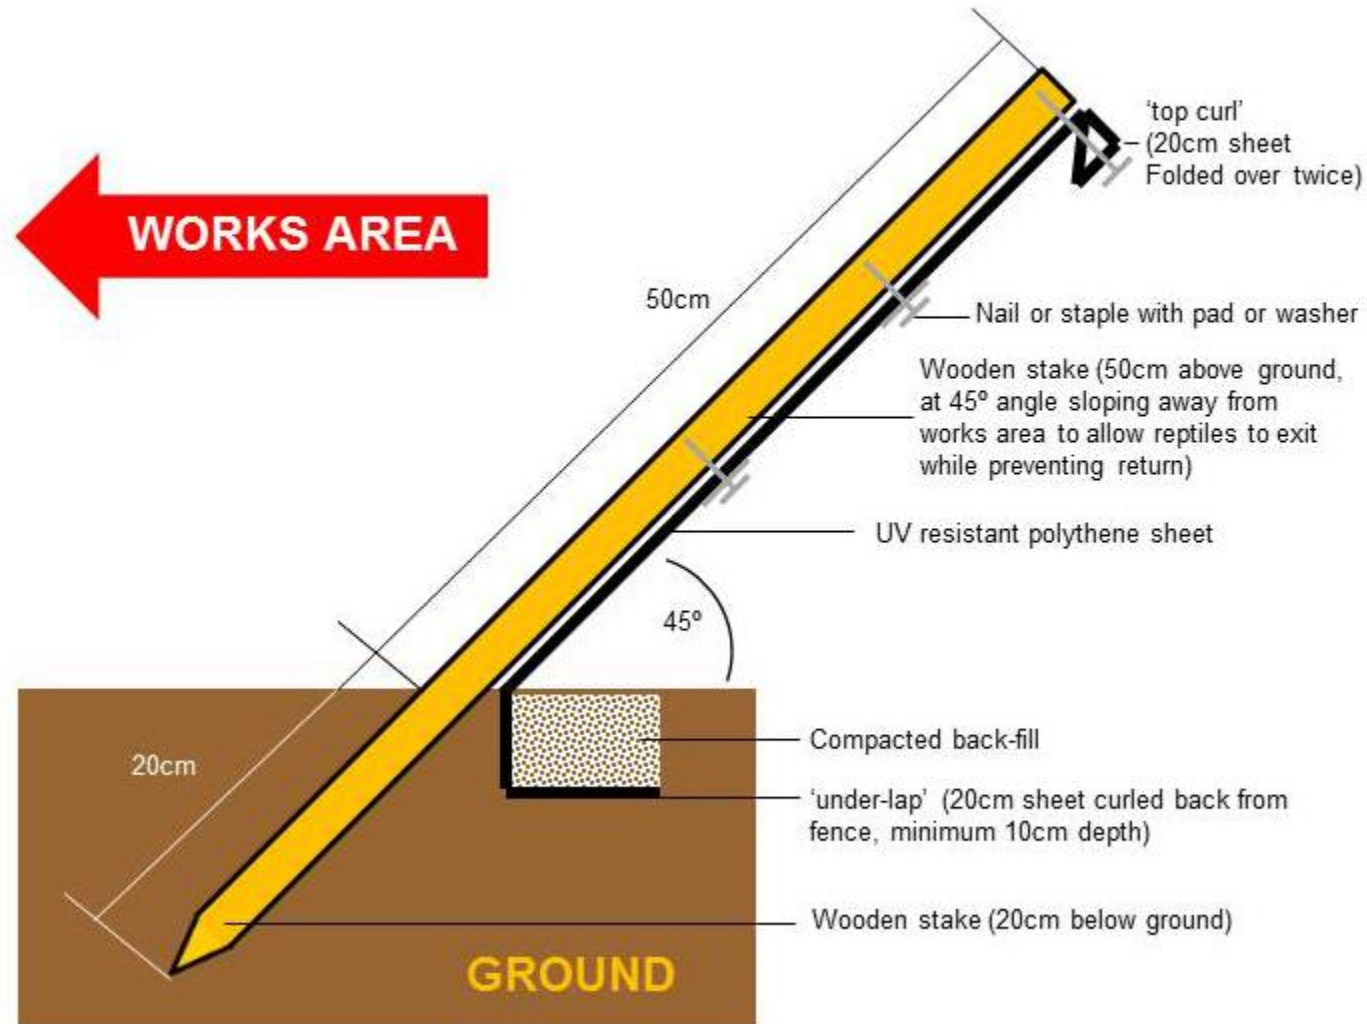 ‘top curl’
(20cm sheet
Folded over twice)
WORKS AREA
50cm
Nail or staple with pad or washer
Wooden stake (50cm above ground,
at 45º angle sloping away from
works area to allow reptiles to exit
while preventing return)
UV resistant polythene sheet
45º
Compacted back-fill
20cm
‘under-lap’ (20cm sheet curled back from
fence, minimum 10cm depth)
Wooden stake (20cm below ground)
GROUND